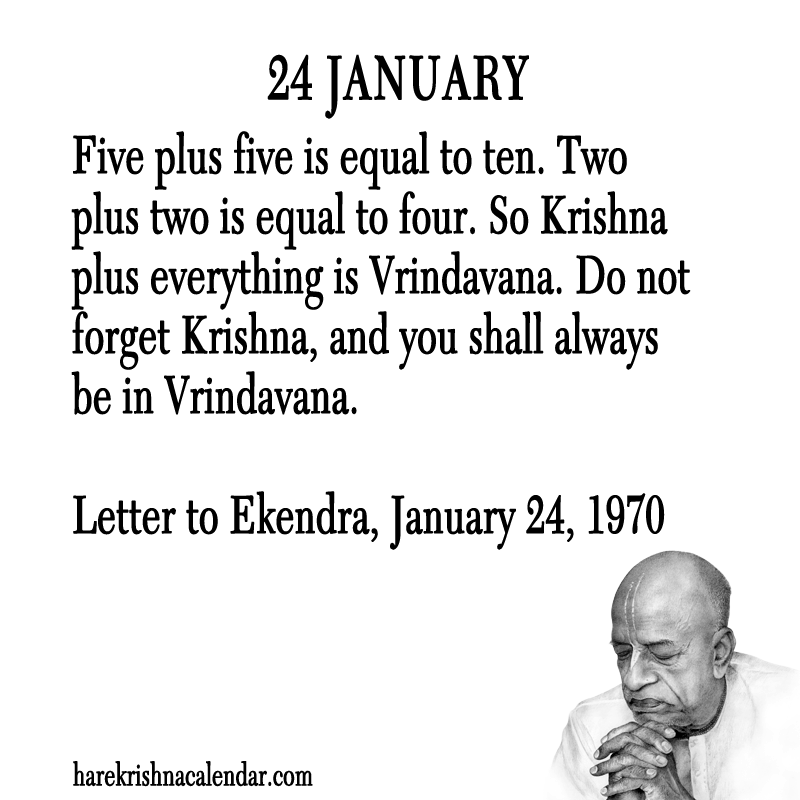 24 JANUARY
Five plus five is equal to ten. Two
plus two is equal to four. So Krishna
plus everything is Vrindavana. Do not
forget Krishna, and you shall always
be in Vrindavana.
Letter to Ekendra, January 24, 1970
harekrishnacalendar.com